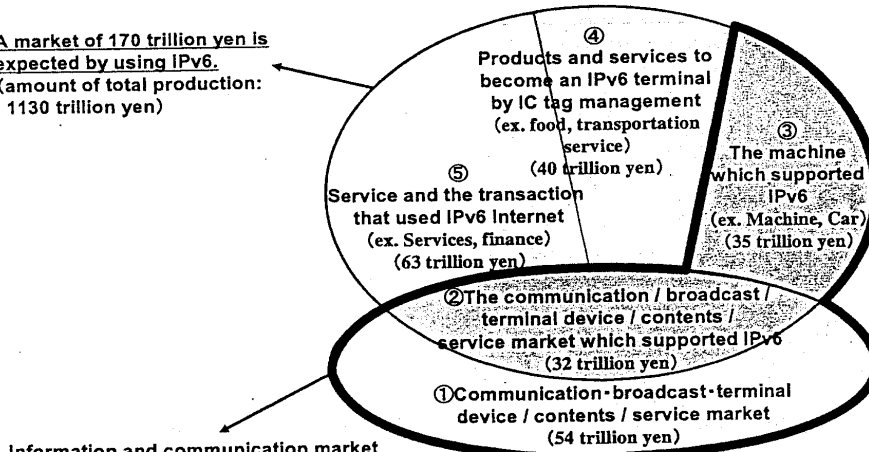 A market of 170 trillion yen is
expected by using IPv6.
(amount of total production:
1130 trillion yen)
④
Products and services to
become an IPv6 terminal
by IC tag management
(ex. food, transportation
service)
(40 trillion yen)
③
The machine
which supported
IPv6
(ex. Machine, Car)
(35 trillion yen)
⑤
Service and the transaction
that used IPv6 Internet
(ex. Services, finance)
(63 trillion yen)
②The communication / broadcast /
terminal device / contents /
service market which supported IPv6
(32 trillion yen)
①Communication・broadcast・terminal
device / contents / service market
(54 trillion yen)
Information and communication market